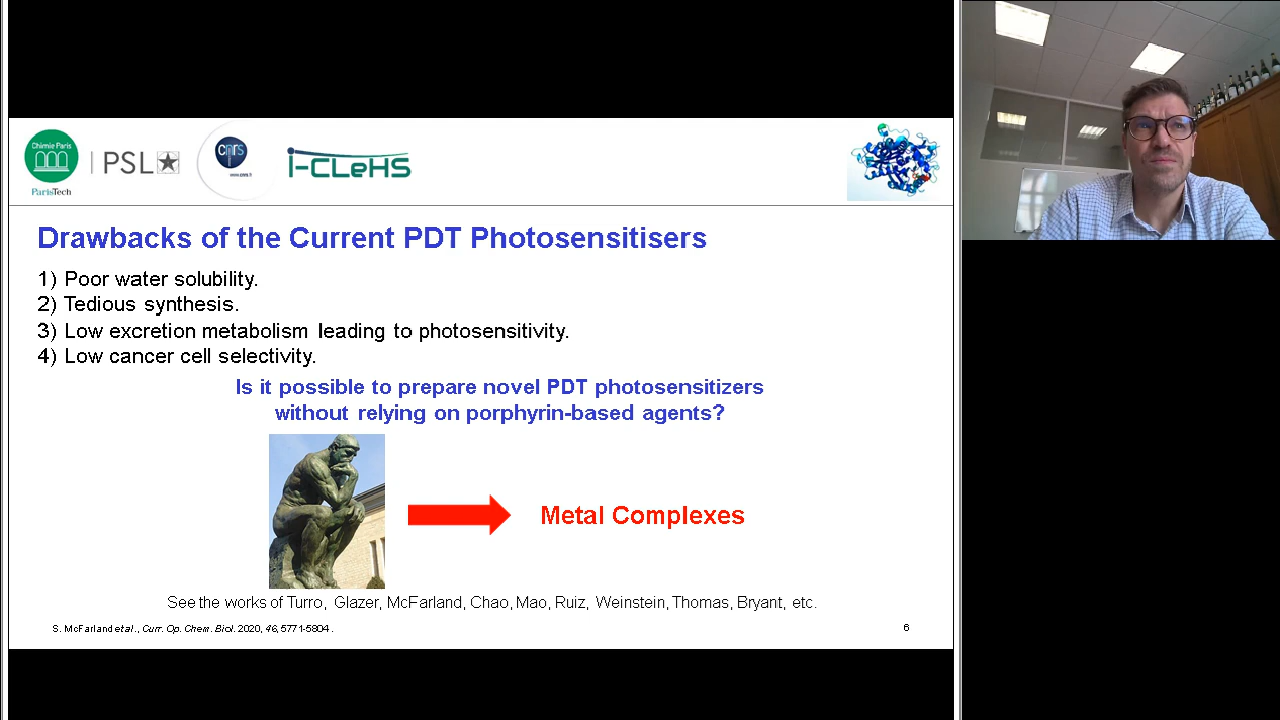 Chimie Paris
ParisTech
PSL
cnrs
www.cnrs.fr
i-CLeHS
Drawbacks of the Current PDT Photosensitisers
1) Poor water solubility.
2) Tedious synthesis.
3) Low excretion metabolism leading to photosensitivity.
4) Low cancer cell selectivity.
Is it possible to prepare novel PDT photosensitizers
without relying on porphyrin-based agents?
Metal Complexes
See the works of Turro, Glazer, McFarland, Chao, Mao, Ruiz, Weinstein, Thomas, Bryant, etc.
S. McFarland et al., Curr. Op. Chem. Biol. 2020, 46, 5771-5804.
6